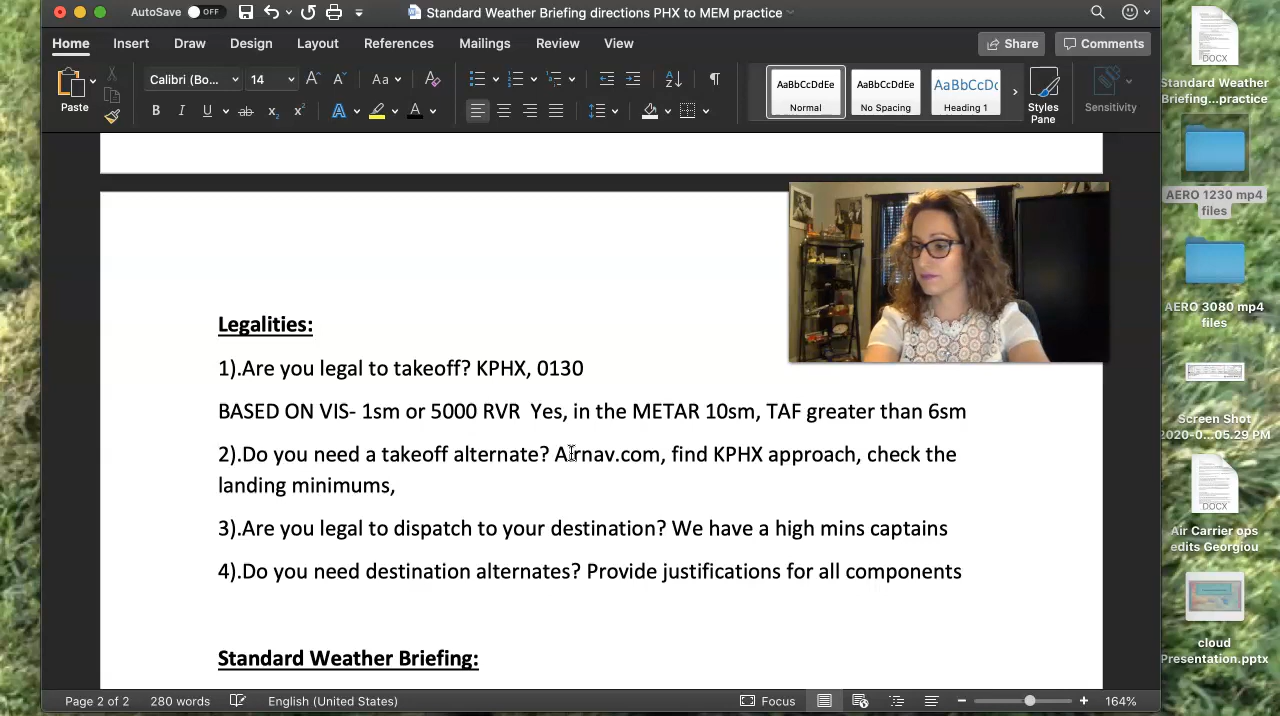 AutoSave OFF Standard Weather Briefing directions PHX to MEM practice
Home Insert Draw Design References Review View Share Comments
Paste Calibri (Bo... 14 Aa AaBbCcDdEe AaBbCcDdEe Normal No Spacing Heading 1 Styles Pane Sensitivity
Legalities:
1).Are you legal to takeoff? KPHX, 0130
BASED ON VIS- 1sm or 5000 RVR Yes, in the METAR 10sm, TAF greater than 6sm
2).Do you need a takeoff alternate? Airnav.com, find KPHX approach, check the
landing minimums,
3).Are you legal to dispatch to your destination? We have a high mins captains
4).Do you need destination alternates? Provide justifications for all components
Standard Weather Briefing:
Page 2 of 2 280 words English (United States) Focus 164%
DOCX
Standard Weather
Briefing...practice
AERO 1230 mp4
files
AERO 3080 mp4
files
Screen Shot
2020-0...05.29 PM
DOCX
Air Carrier ops
edits Georgiou
cloud
Presentation.pptx